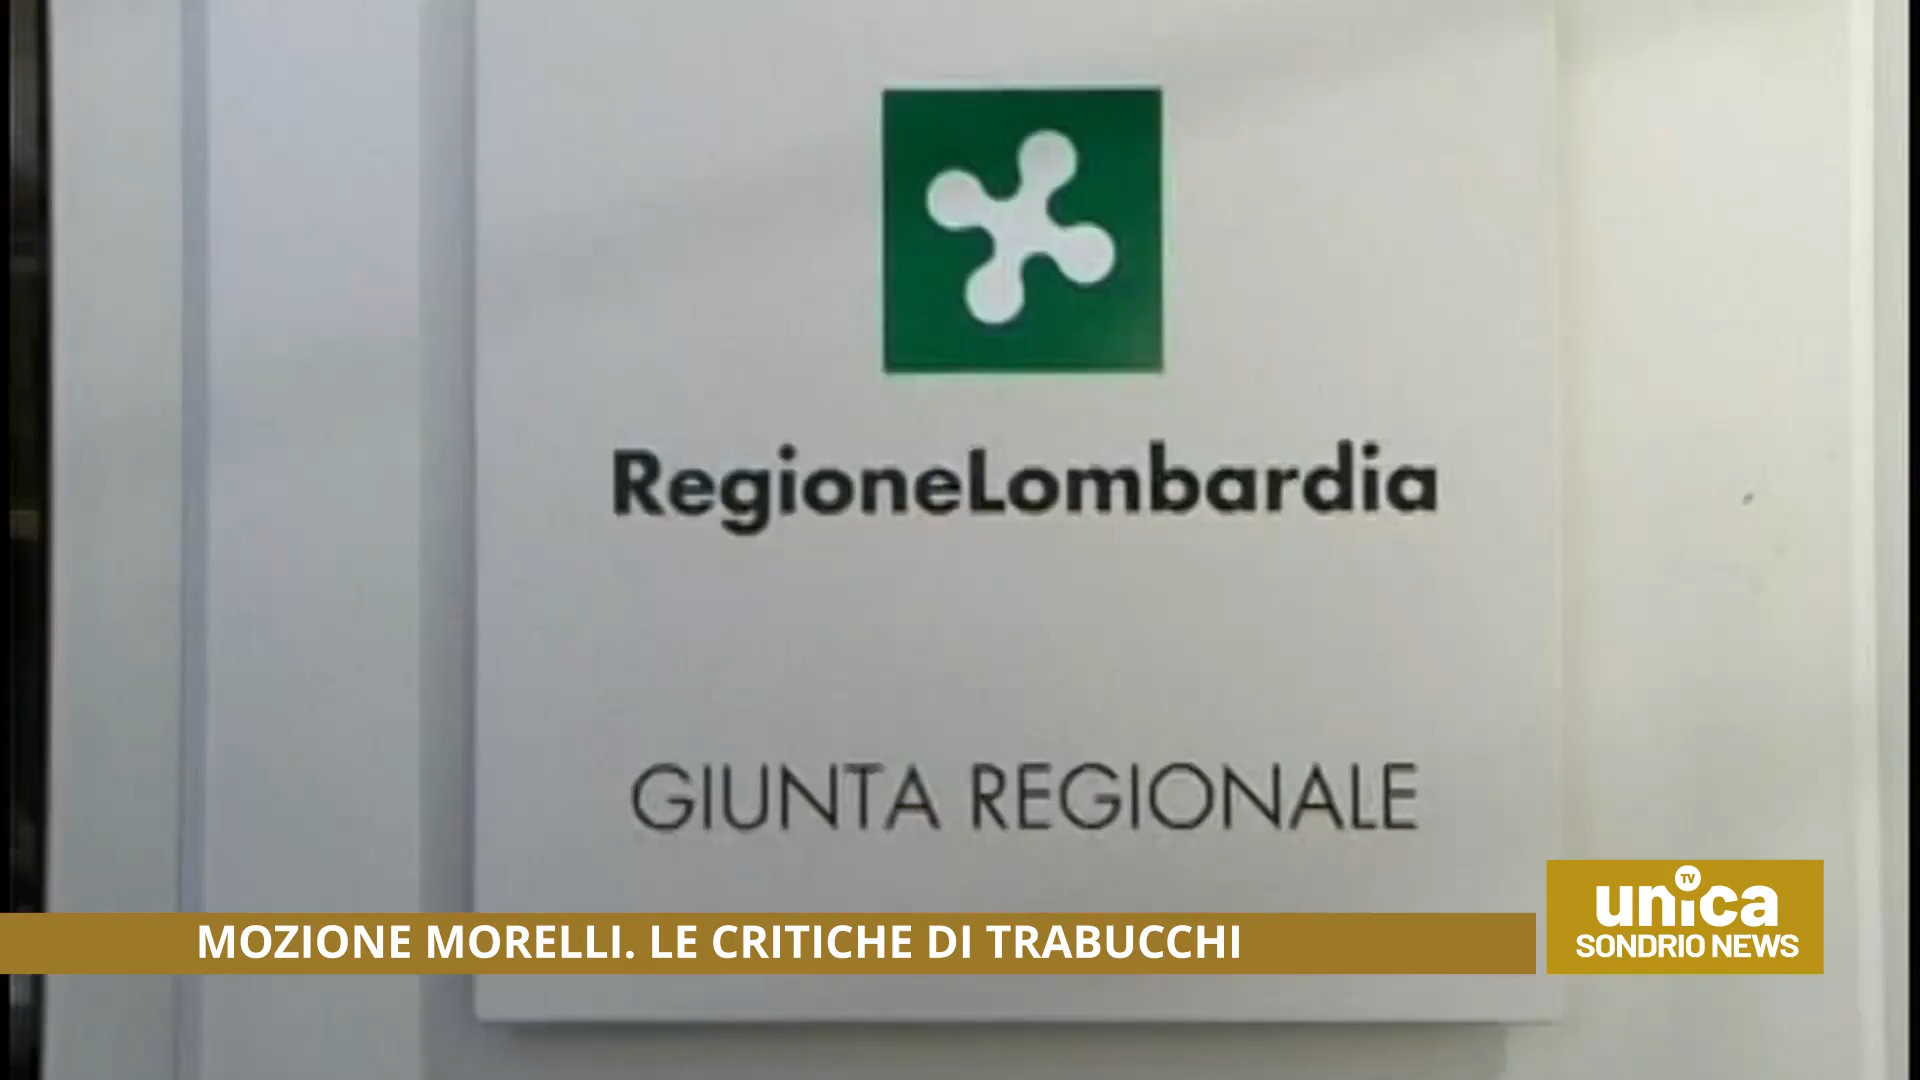 RegioneLombardia
GIUNTA REGIONALE
MOZIONE MORELLI. LE CRITICHE DI TRABUCCHI
TV
unica
SONDRIO NEWS